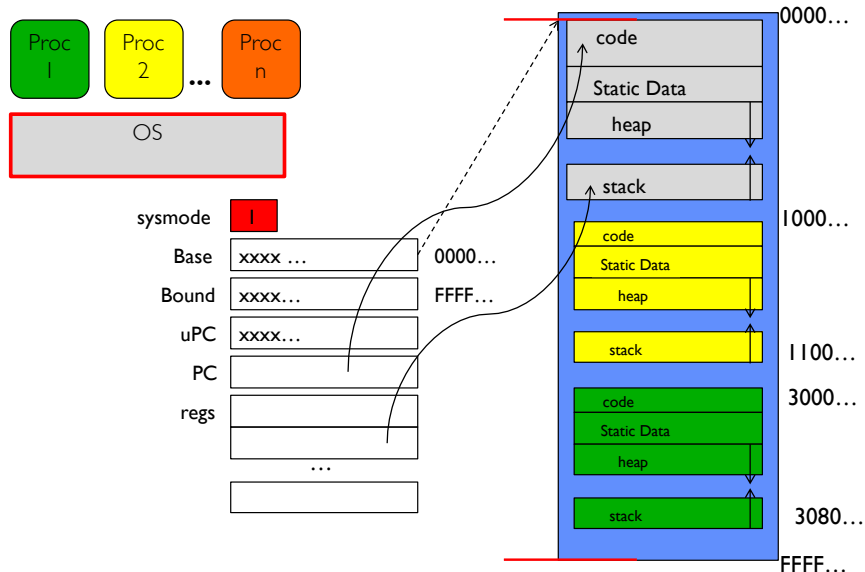 Proc
1
Proc
2
...
Proc
n
OS
sysmode
1
Base
xxxx ...
0000...
Bound
xxxx...
FFFF...
uPC
xxxx...
PC
regs
...
0000...
code
Static Data
heap
stack
1000...
code
Static Data
heap
stack
1100...
3000...
code
Static Data
heap
stack
3080...
FFFF...